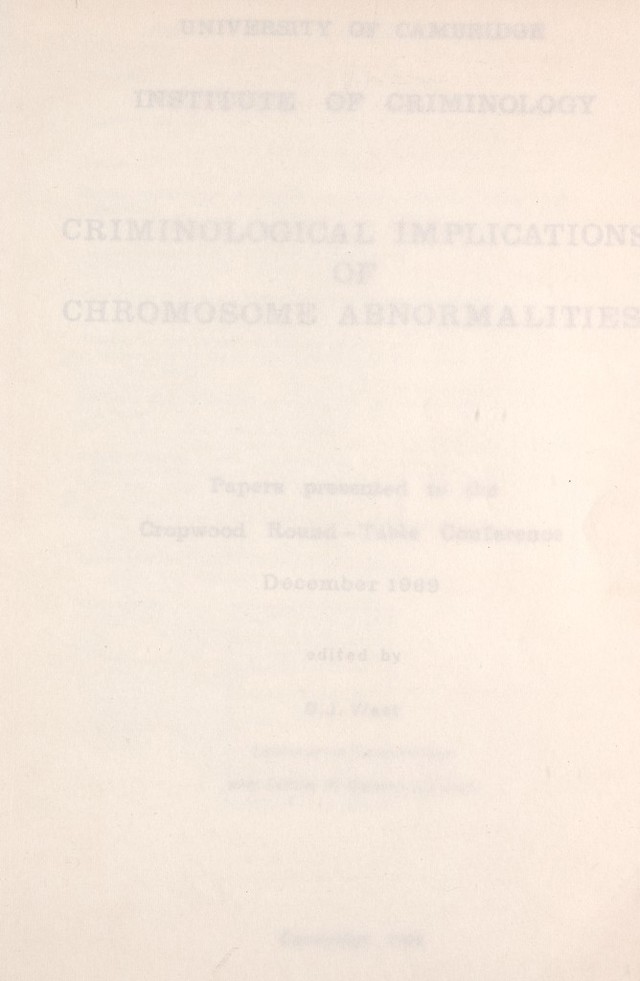 UNIVERSITY OF CAMBRIDGE
INSTITUTE OF CRIMINOLOGY
CRIMINOLOGICAL IMPLICATIONS
OF
CHROMOSOME ABNORMALITIES
Papers presented to the
Cropwood Round-Table Conference
December 1969
edited by
D.J. West